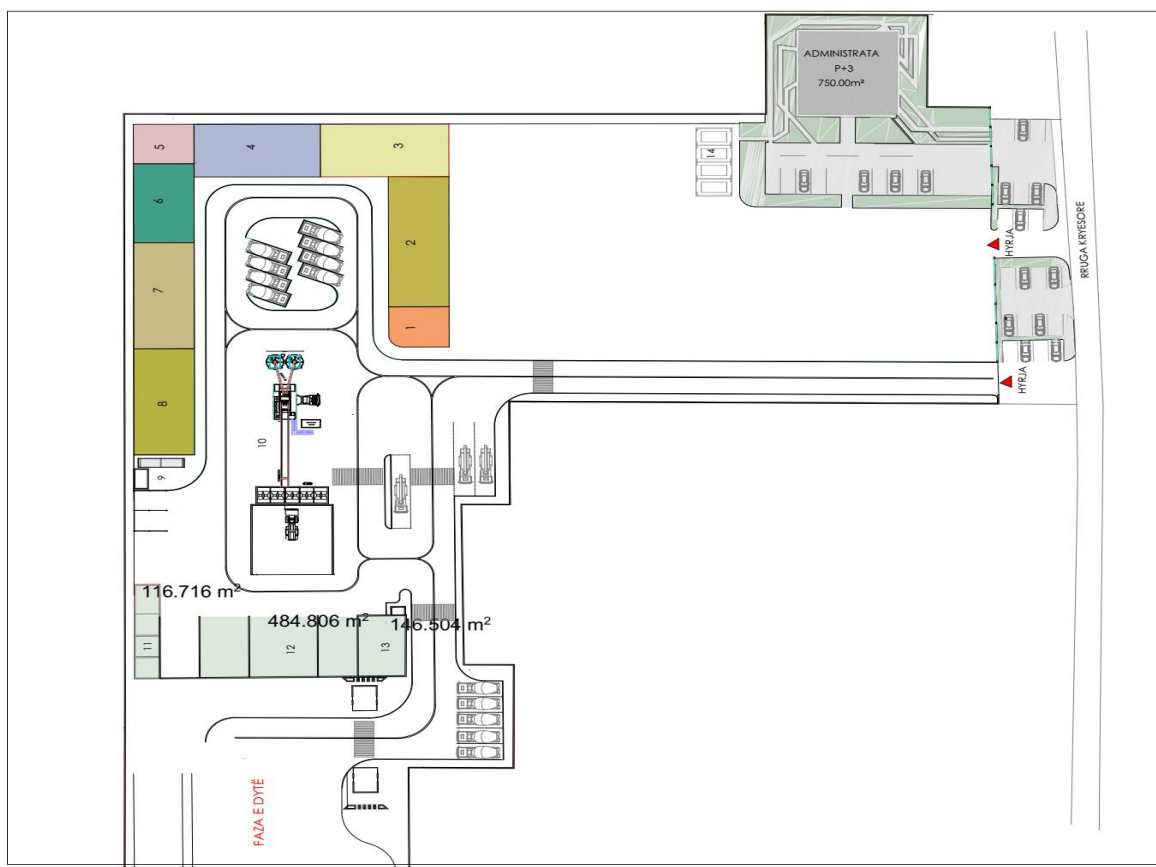 ADMINISTRATA
P+3
750.00m²
5
4
3
14
6
2
7
1
HYRJA
RRUGA KRYESORE
HYRJA
8
10
9
116.716 m²
484.806 m²
146.504 m²
11
12
13
FAZA E DYTË